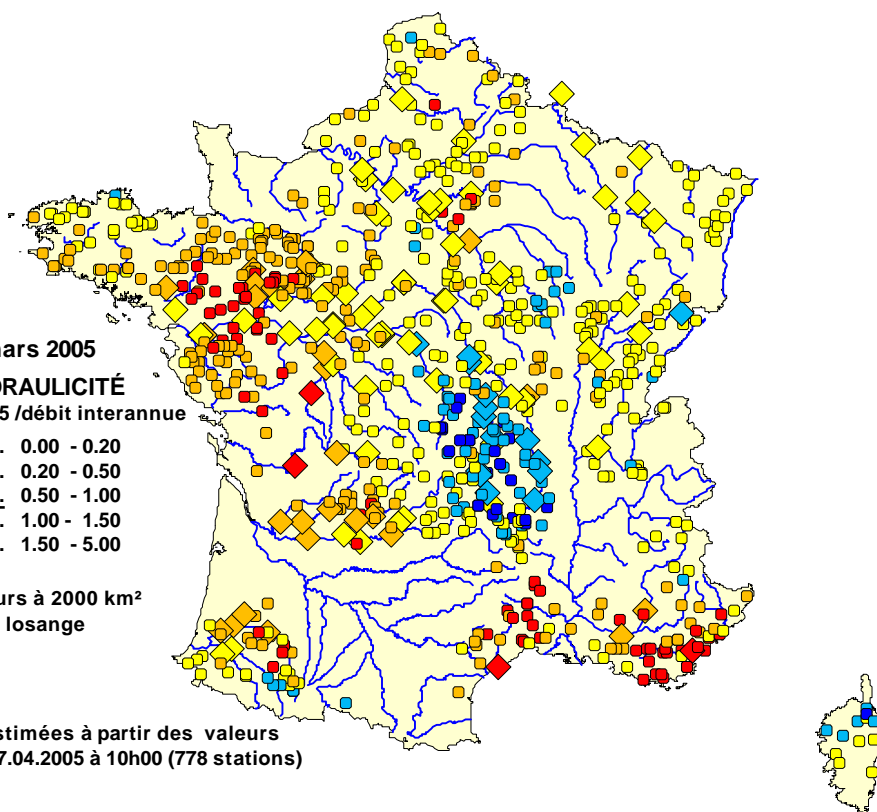 ars 2005
DRAULICITÉ
5 /débit interannue
. 0.00 - 0.20
. 0.20 - 0.50
. 0.50 - 1.00
. 1.00 - 1.50
. 1.50 - 5.00
urs à 2000 km²
losange
stimées à partir des valeurs
7.04.2005 à 10h00 (778 stations)